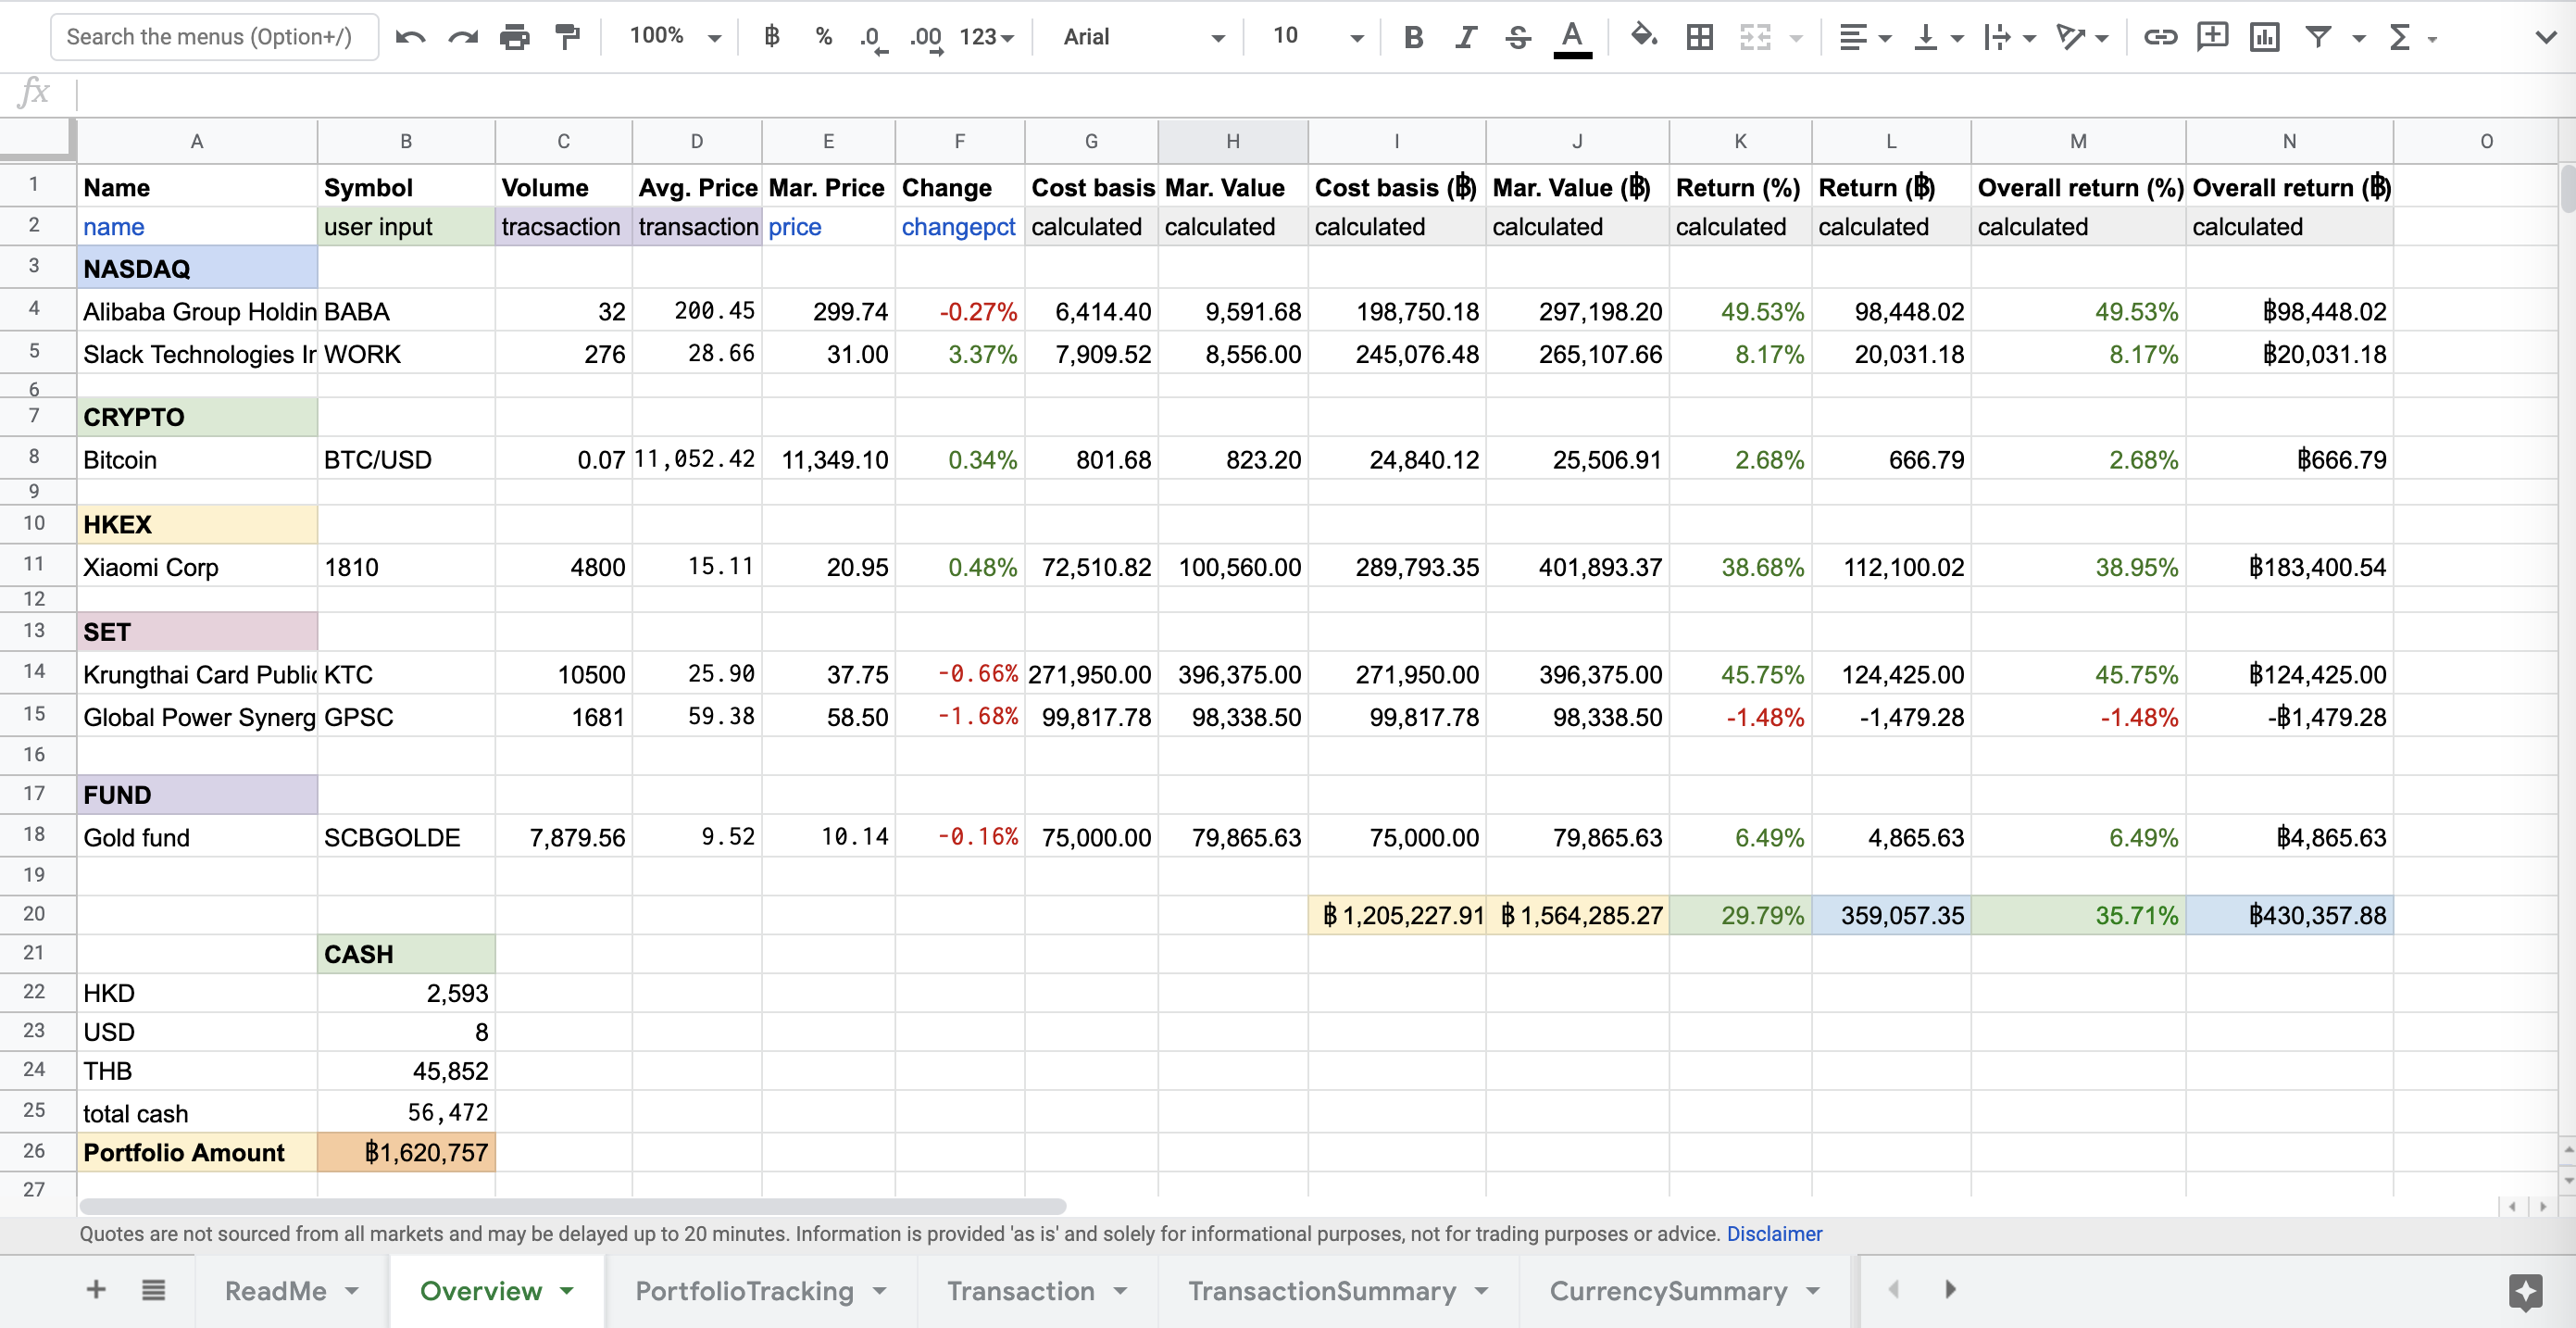 Search the menus (Option+/) 100% ฿ % .0 .00 123 Arial 10 B I S A
fx
A B C D E F G H I J K L M N O
1 Name Symbol Volume Avg. Price Mar. Price Change Cost basis Mar. Value Cost basis (฿) Mar. Value (฿) Return (%) Return (฿) Overall return (%) Overall return (฿)
2 name user input tracsaction transaction price changepct calculated calculated calculated calculated calculated calculated calculated calculated
3 NASDAQ
4 Alibaba Group Holdin BABA 32 200.45 299.74 -0.27% 6,414.40 9,591.68 198,750.18 297,198.20 49.53% 98,448.02 49.53% ฿98,448.02
5 Slack Technologies Ir WORK 276 28.66 31.00 3.37% 7,909.52 8,556.00 245,076.48 265,107.66 8.17% 20,031.18 8.17% ฿20,031.18
6
7 CRYPTO
8 Bitcoin BTC/USD 0.07 11,052.42 11,349.10 0.34% 801.68 823.20 24,840.12 25,506.91 2.68% 666.79 2.68% ฿666.79
9
10 HKEX
11 Xiaomi Corp 1810 4800 15.11 20.95 0.48% 72,510.82 100,560.00 289,793.35 401,893.37 38.68% 112,100.02 38.95% ฿183,400.54
12
13 SET
14 Krungthai Card Public KTC 10500 25.90 37.75 -0.66% 271,950.00 396,375.00 271,950.00 396,375.00 45.75% 124,425.00 45.75% ฿124,425.00
15 Global Power Synerg GPSC 1681 59.38 58.50 -1.68% 99,817.78 98,338.50 99,817.78 98,338.50 -1.48% -1,479.28 -1.48% -฿1,479.28
16
17 FUND
18 Gold fund SCBGOLDE 7,879.56 9.52 10.14 -0.16% 75,000.00 79,865.63 75,000.00 79,865.63 6.49% 4,865.63 6.49% ฿4,865.63
19
20 ฿ 1,205,227.91 ฿ 1,564,285.27 29.79% 359,057.35 35.71% ฿430,357.88
21 CASH
22 HKD 2,593
23 USD 8
24 THB 45,852
25 total cash 56,472
26 Portfolio Amount ฿1,620,757
27
Quotes are not sourced from all markets and may be delayed up to 20 minutes. Information is provided 'as is' and solely for informational purposes, not for trading purposes or advice. Disclaimer
ReadMe Overview PortfolioTracking Transaction TransactionSummary CurrencySummary